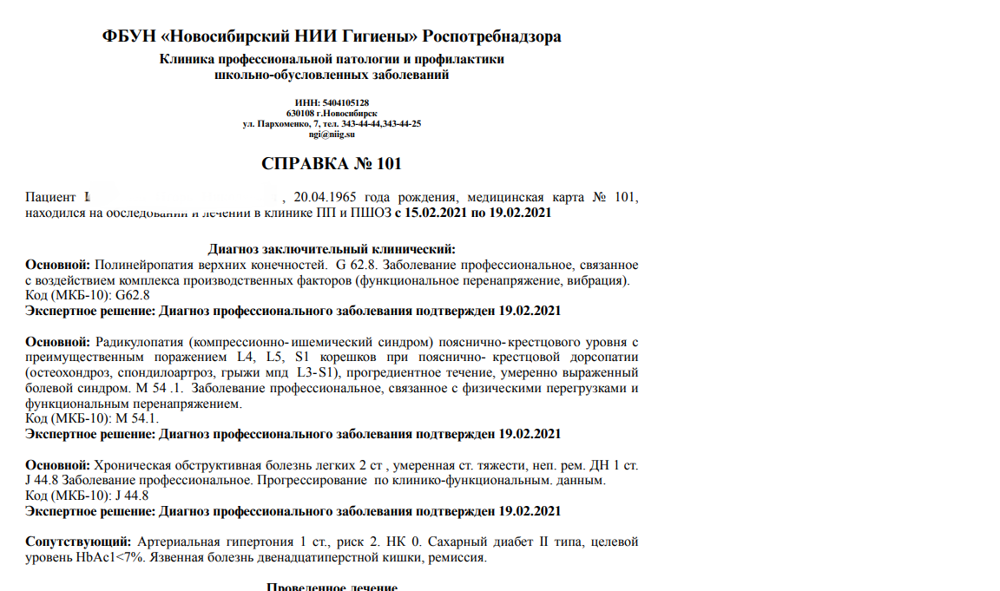 ФБУН «Новосибирский НИИ Гигиены» Роспотребнадзора
Клиника профессиональной патологии и профилактики
школьно-обусловленных заболеваний
ИНН: 5404105128
630108 г.Новосибирск
ул. Пархоменко, 7, тел. 343-44-44,343-44-25
ngi@niig.su
СПРАВКА № 101
Пациент , 20.04.1965 года рождения, медицинская карта № 101,
находился на обследовании и лечении в клинике ПП и ПШОЗ с 15.02.2021 по 19.02.2021
Диагноз заключительный клинический:
Основной: Полинейропатия верхних конечностей. G 62.8. Заболевание профессиональное, связанное
с воздействием комплекса производственных факторов (функциональное перенапряжение, вибрация).
Код (МКБ-10): G62.8
Экспертное решение: Диагноз профессионального заболевания подтвержден 19.02.2021
Основной: Радикулопатия (компрессионно-ишемический синдром) пояснично-крестцового уровня с
преимущественным поражением L4, L5, S1 корешков при пояснично- крестцовой дорсопатии
(остеохондроз, спондилоартроз, грыжи мпд L3-S1), прогредиентное течение, умеренно выраженный
болевой синдром. М 54 .1. Заболевание профессиональное, связанное с физическими перегрузками и
функциональным перенапряжением.
Код (МКБ-10): М 54.1.
Экспертное решение: Диагноз профессионального заболевания подтвержден 19.02.2021
Основной: Хроническая обструктивная болезнь легких 2 ст , умеренная ст. тяжести, неп. рем. ДН 1 ст.
J 44.8 Заболевание профессиональное. Прогрессирование по клинико-функциональным. данным.
Код (МКБ-10): J 44.8
Экспертное решение: Диагноз профессионального заболевания подтвержден 19.02.2021
Сопутствующий: Артериальная гипертония 1 ст., риск 2. НК 0. Сахарный диабет II типа, целевой
уровень HbAc1<7%. Язвенная болезнь двенадцатиперстной кишки, ремиссия.
Проведенное лечение